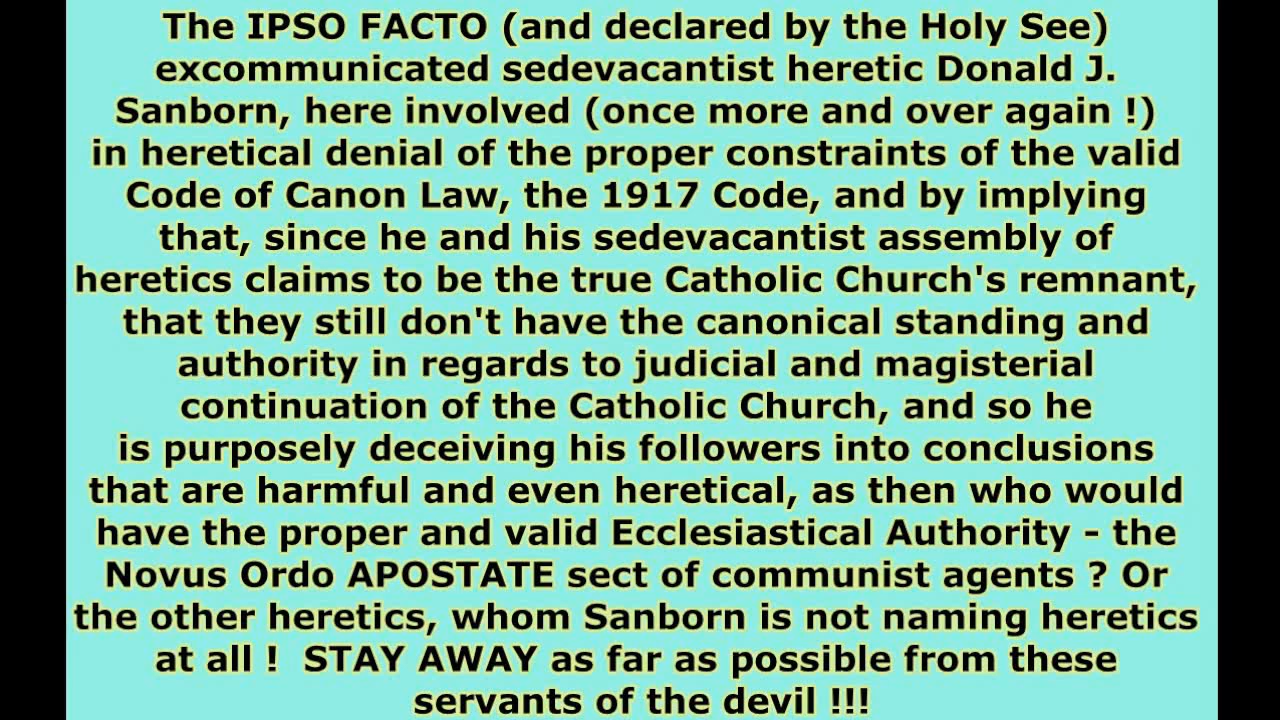 The IPSO FACTO (and declared by the Holy See)
excommunicated sedevacantist heretic Donald J.
Sanborn, here involved (once more and over again !)
in heretical denial of the proper constraints of the valid
Code of Canon Law, the 1917 Code, and by implying
that, since he and his sedevacantist assembly of
heretics claims to be the true Catholic Church's remnant,
that they still don't have the canonical standing and
authority in regards to judicial and magisterial
continuation of the Catholic Church, and so he
is purposely deceiving his followers into conclusions
that are harmful and even heretical, as then who would
have the proper and valid Ecclesiastical Authority - the
Novus Ordo APOSTATE sect of communist agents ? Or
the other heretics, whom Sanborn is not naming heretics
at all !  STAY AWAY as far as possible from these
servants of the devil !!!